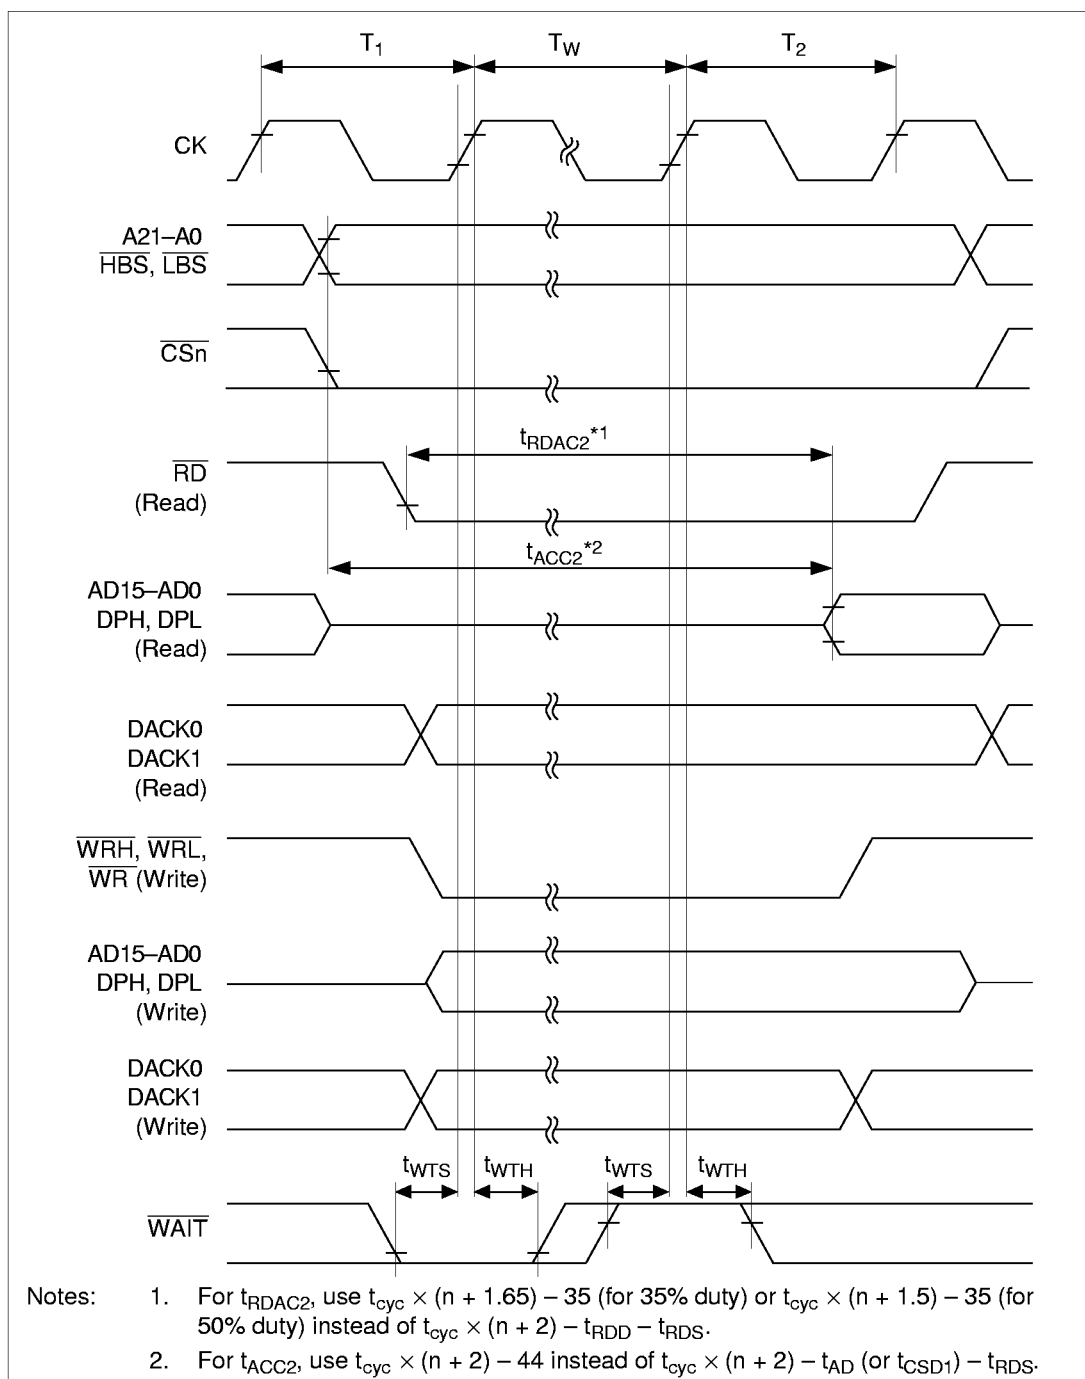 T1 TW T2
CK
A21–A0
HBS, LBS
CSn
tRDAC2*1
RD
(Read)
tACC2*2
AD15–AD0
DPH, DPL
(Read)
DACK0
DACK1
(Read)
WRH, WRL,
WR (Write)
AD15–AD0
DPH, DPL
(Write)
DACK0
DACK1
(Write)
tWTS tWTH tWTS tWTH
WAIT
Notes: 1. For tRDAC2, use tcyc × (n + 1.65) – 35 (for 35% duty) or tcyc × (n + 1.5) – 35 (for
50% duty) instead of tcyc × (n + 2) – tRDD – tRDS.
2. For tACC2, use tcyc × (n + 2) – 44 instead of tcyc × (n + 2) – tAD (or tCSD1) – tRDS.